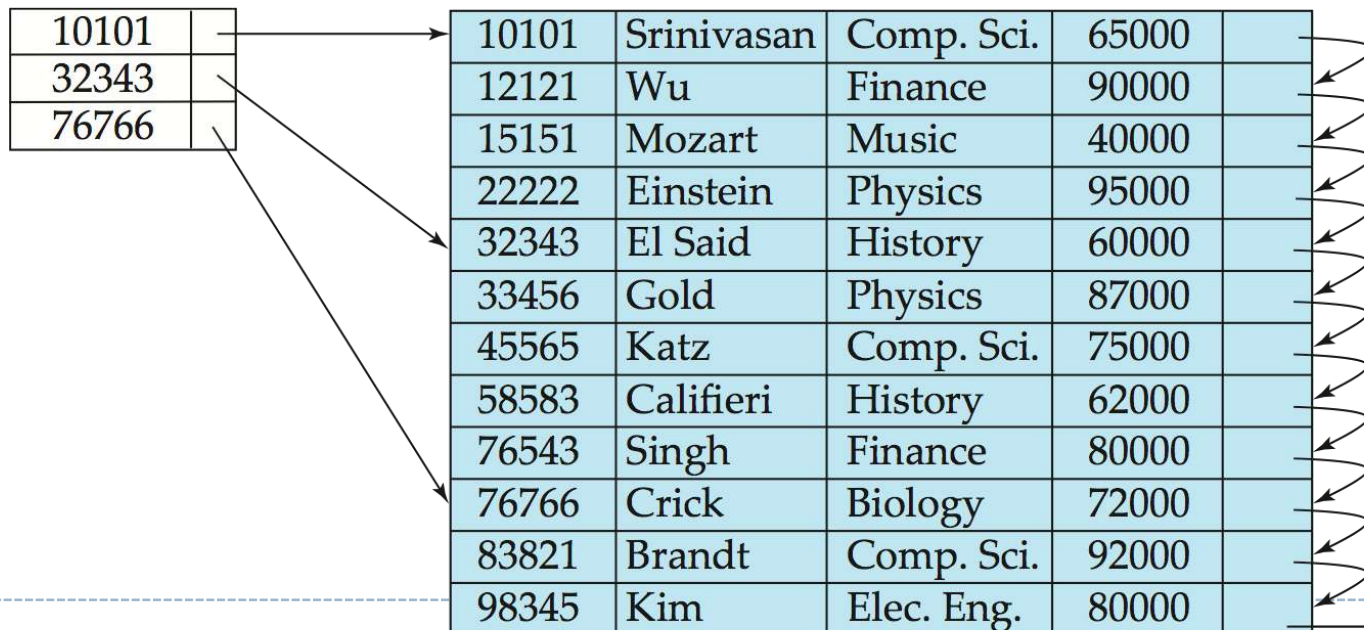 10101
32343
76766
10101 Srinivasan Comp. Sci. 65000
12121 Wu Finance 90000
15151 Mozart Music 40000
22222 Einstein Physics 95000
32343 El Said History 60000
33456 Gold Physics 87000
45565 Katz Comp. Sci. 75000
58583 Califieri History 62000
76543 Singh Finance 80000
76766 Crick Biology 72000
83821 Brandt Comp. Sci. 92000
98345 Kim Elec. Eng. 80000